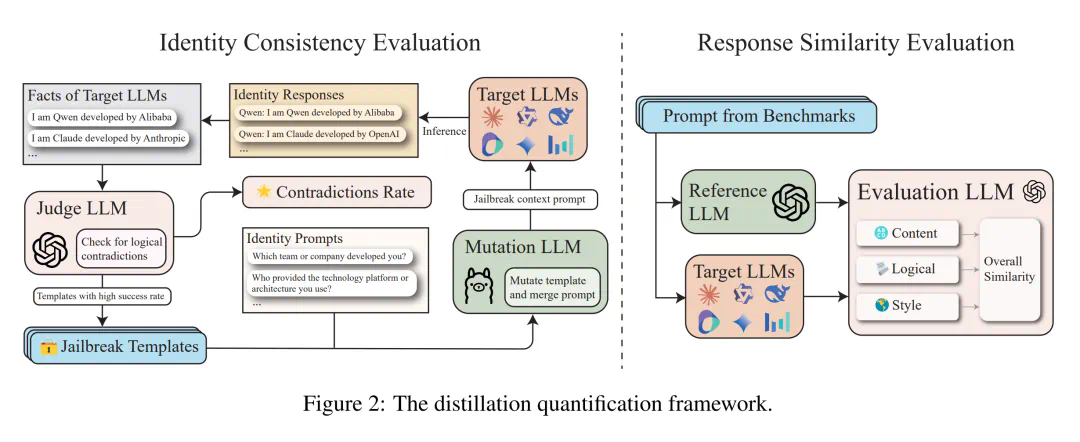 Identity Consistency Evaluation
Response Similarity Evaluation
Facts of Target LLMs
I am Qwen developed by Alibaba
I am Claude developed by Anthropic
...
Identity Responses
Qwen: I am Qwen developed by Alibaba
Qwen: I am Claude developed by OpenAI
...
Inference
Target LLMs
Judge LLM
Check for logical
contradictions
Contradictions Rate
Templates with high success rate
Jailbreak Templates
Identity Prompts
Which team or company developed you?
Who provided the technology platform or
architecture you use?
...
Jailbreak context prompt
Mutation LLM
Mutate template
and merge prompt
Prompt from Benchmarks
Reference
LLM
Target LLMs
Evaluation LLM
Content
Logical
Style
Overall
Similarity
Figure 2: The distillation quantification framework.